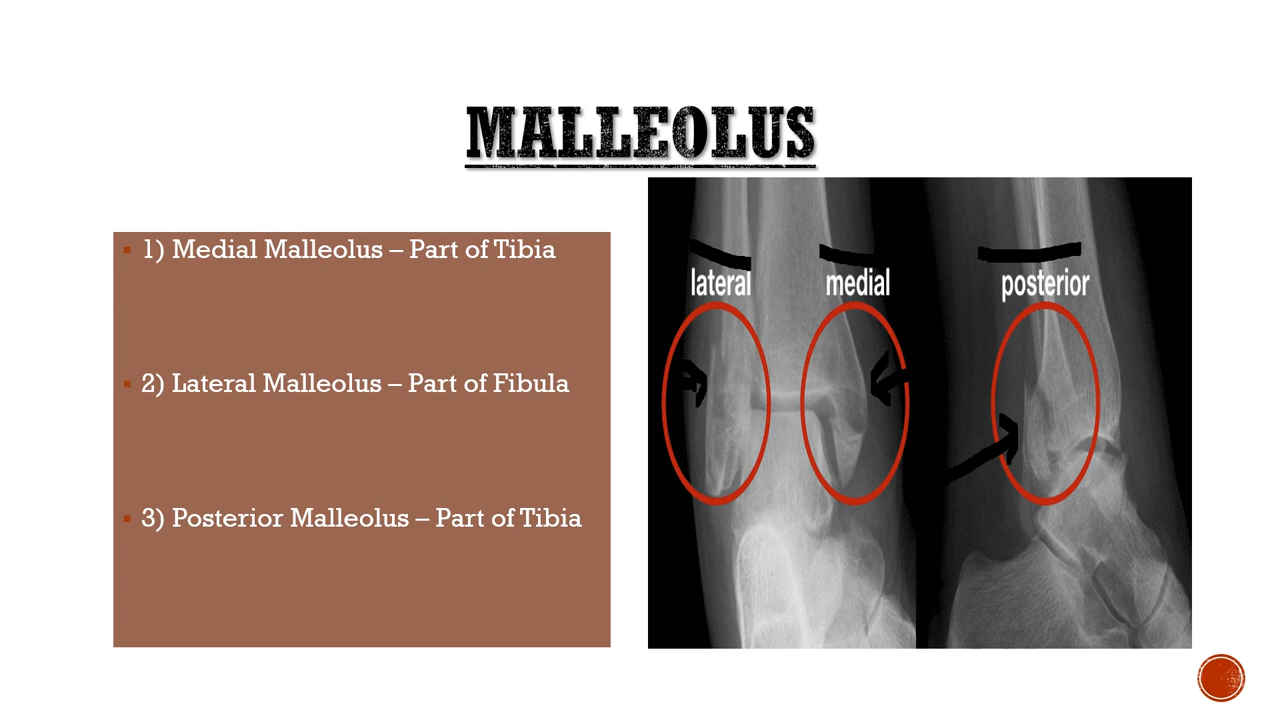 MALLEOLUS
1) Medial Malleolus – Part of Tibia
2) Lateral Malleolus – Part of Fibula
3) Posterior Malleolus – Part of Tibia
lateral medial posterior